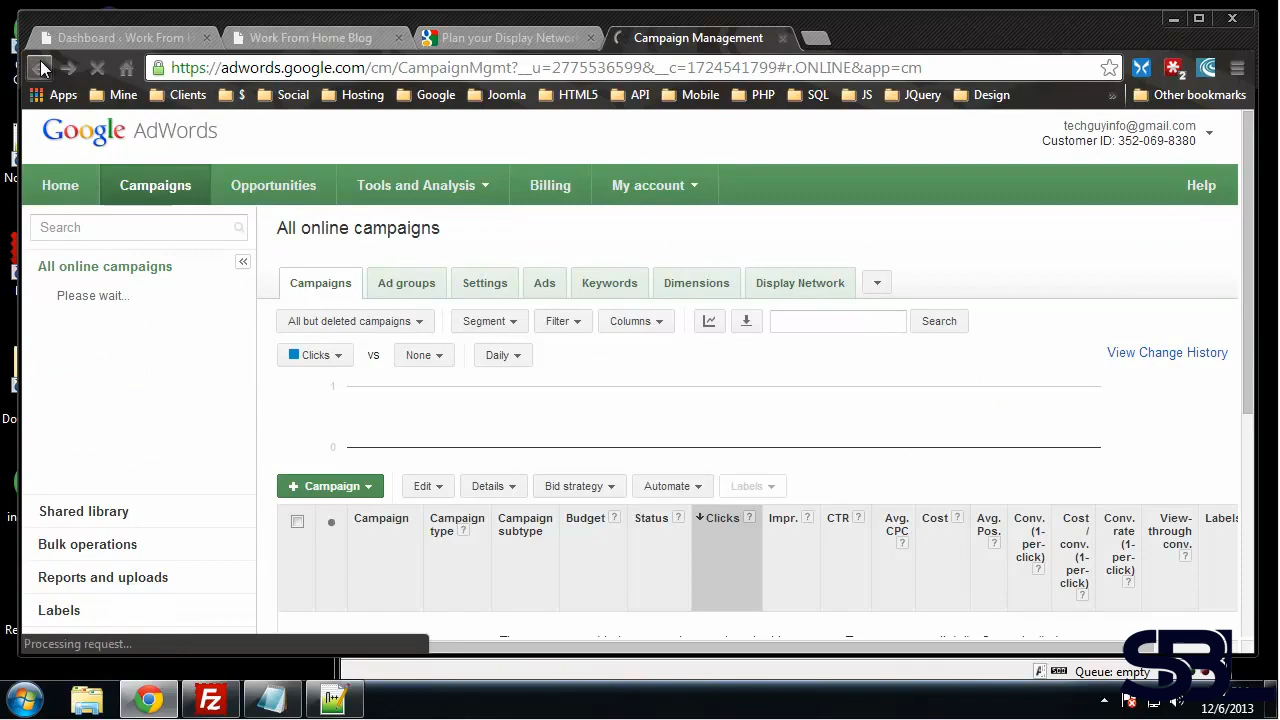 Dashboard ‹ Work From H
Work From Home Blog
Plan your Display Network
Campaign Management
https://adwords.google.com/cm/CampaignMgmt?__u=2775536599&__c=1724541799#r.ONLINE&app=cm
2
Apps
Mine
Clients
$
Social
Hosting
Google
Joomla
HTML5
API
Mobile
PHP
SQL
JS
JQuery
Design
»
Other bookmarks
Google AdWords
techguyinfo@gmail.com
Customer ID: 352-069-8380
Home
Campaigns
Opportunities
Tools and Analysis
Billing
My account
Help
Search
All online campaigns
Please wait...
Shared library
Bulk operations
Reports and uploads
Labels
All online campaigns
Campaigns
Ad groups
Settings
Ads
Keywords
Dimensions
Display Network
All but deleted campaigns
Segment
Filter
Columns
Search
Clicks
vs
None
Daily
View Change History
1
0
+ Campaign
Edit
Details
Bid strategy
Automate
Labels
Campaign
Campaign type ?
Campaign subtype
Budget ?
Status ?
Clicks ?
Impr. ?
CTR ?
Avg. CPC ?
Cost ?
Avg. Pos. ?
Conv. (1-per-click) ?
Cost / conv. (1-per-click) ?
Conv. rate (1-per-click) ?
View-through conv. ?
Labels
Processing request...
Queue: empty
SB
12/6/2013